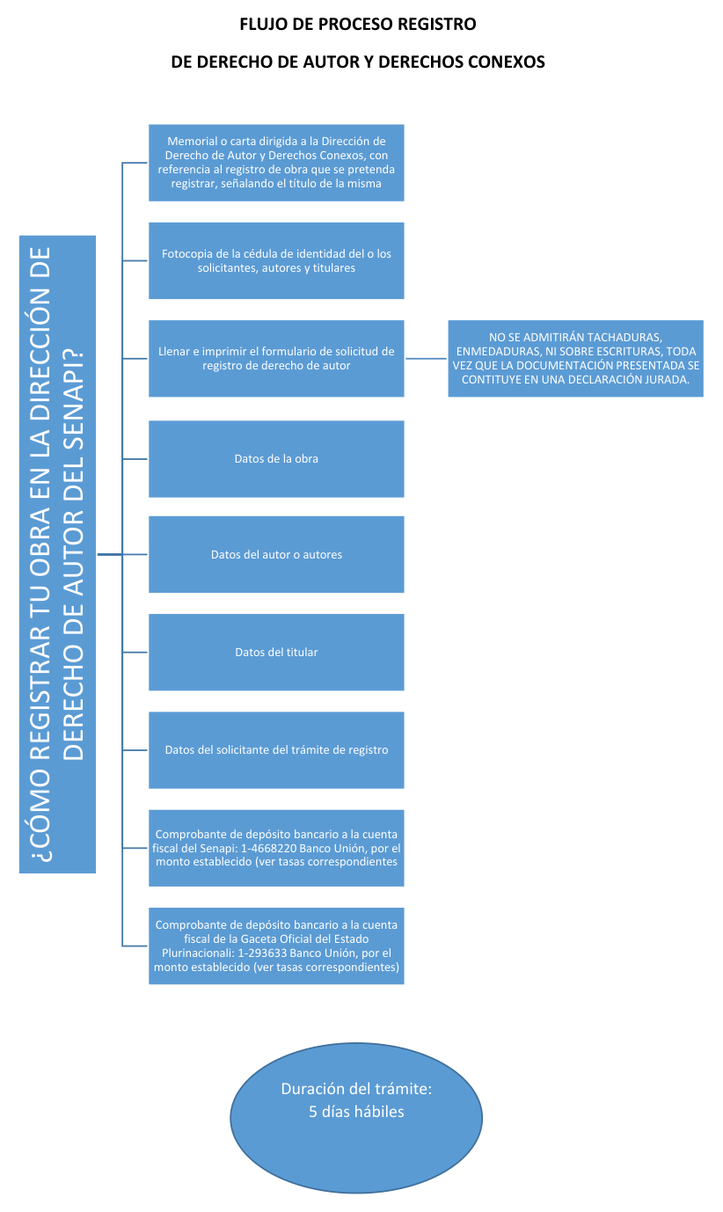 FLUJO DE PROCESO REGISTRO
DE DERECHO DE AUTOR Y DERECHOS CONEXOS
¿CÓMO REGISTRAR TU OBRA EN LA DIRECCIÓN DE
DERECHO DE AUTOR DEL SENAPI?
Memorial o carta dirigida a la Dirección de
Derecho de Autor y Derechos Conexos, con
referencia al registro de obra que se pretenda
registrar, señalando el título de la misma
Fotocopia de la cédula de identidad del o los
solicitantes, autores y titulares
Llenar e imprimir el formulario de solicitud de
registro de derecho de autor
NO SE ADMITIRÁN TACHADURAS,
ENMEDADURAS, NI SOBRE ESCRITURAS, TODA
VEZ QUE LA DOCUMENTACIÓN PRESENTADA SE
CONTITUYE EN UNA DECLARACIÓN JURADA.
Datos de la obra
Datos del autor o autores
Datos del titular
Datos del solicitante del trámite de registro
Comprobante de depósito bancario a la cuenta
fiscal del Senapi: 1-4668220 Banco Unión, por el
monto establecido (ver tasas correspondientes
Comprobante de depósito bancario a la cuenta
fiscal de la Gaceta Oficial del Estado
Plurinacionali: 1-293633 Banco Unión, por el
monto establecido (ver tasas correspondientes)
Duración del trámite:
5 días hábiles